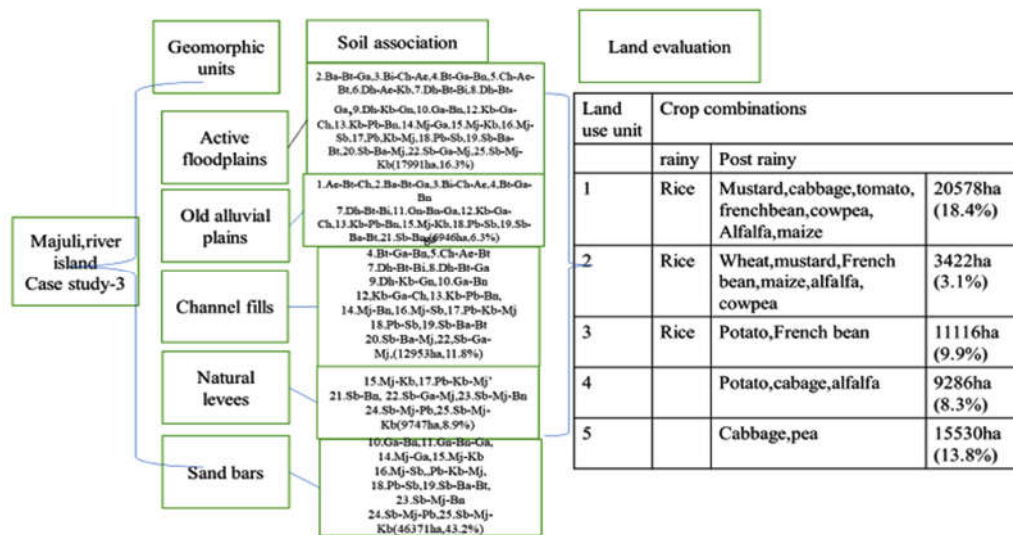 Geomorphic
units
Soil association
Land evaluation
Majuli,river
island
Case study-3
Active
floodplains
2.Ba-Bt-Ga,3.Bi-Ch-Ae,4.Bt-Ga-Bn,5.Ch-Ae-
Bt,6.Dh-Ae-Kb,7.Dh-Bt-Bi,8.Dh-Bt-
Ga,9.Dh-Kb-Gn,10.Ga-Bn,12.Kb-Ga-
Ch,13.Kb-Pb-Bn,14.Mj-Ga,15.Mj-Kb,16.Mj-
Sb,17,Pb,Kb-Mj,18.Pb-Sb,19.Sb-Ba-
Bt,20.Sb-Ba-Mj,22.Sb-Ga-Mj,25.Sb-Mj-
Kb(17991ha,16.3%)
Old alluvial
plains
1.Ae-Bt-Ch,2.Ba-Bt-Ga,3.Bi-Ch-Ae,4.Bt-Ga-
Bn
7.Dh-Bt-Bi,11.Gn-Bn-Ga,12.Kb-Ga-
Ch,13.Kb-Pb-Bn,15.Mj-Kb,18.Pb-Sb,19.Sb-
Ba-Bt,21.Sb-Bn,(6946ha,6.3%)
Channel fills
4.Bt-Ga-Bn,5.Ch-Ae-Bt
7.Dh-Bt-Bi,8.Dh-Bt-Ga
9.Dh-Kb-Gn,10.Ga-Bn
12,Kb-Ga-Ch,13.Kb-Pb-Bn,
14.Mj-Bn,16.Mj-Sb,17.Pb-Kb-Mj
18.Pb-Sb,19.Sb-Ba-Bt
20.Sb-Ba-Mj,22,Sb-Ga-
Mj,(12953ha,11.8%)
Natural
levees
15.Mj-Kb,17.Pb-Kb-Mj'
21.Sb-Bn, 22.Sb-Ga-Mj,23.Sb-Mj-Bn
24.Sb-Mj-Pb,25.Sb-Mj-
Kb(9747ha,8.9%)
Sand bars
10.Ga-Bn,11.Gn-Bn-Ga,
14.Mj-Ga,15.Mj-Kb
16.Mj-Sb,,Pb-Kb-Mj,
18.Pb-Sb,19.Sb-Ba-Bt,
23.Sb-Mj-Bn
24.Sb-Mj-Pb,25.Sb-Mj-
Kb(46371ha,43.2%)
Land
use unit
Crop combinations
rainy Post rainy
1 Rice Mustard,cabbage,tomato, 20578ha
frenchbean,cowpea, (18.4%)
Alfalfa,maize
2 Rice Wheat,mustard,French 3422ha
bean,maize,alfalfa, (3.1%)
cowpea
3 Rice Potato,French bean 11116ha
(9.9%)
4 Potato,cabage,alfalfa 9286ha
(8.3%)
5 Cabbage,pea 15530ha
(13.8%)